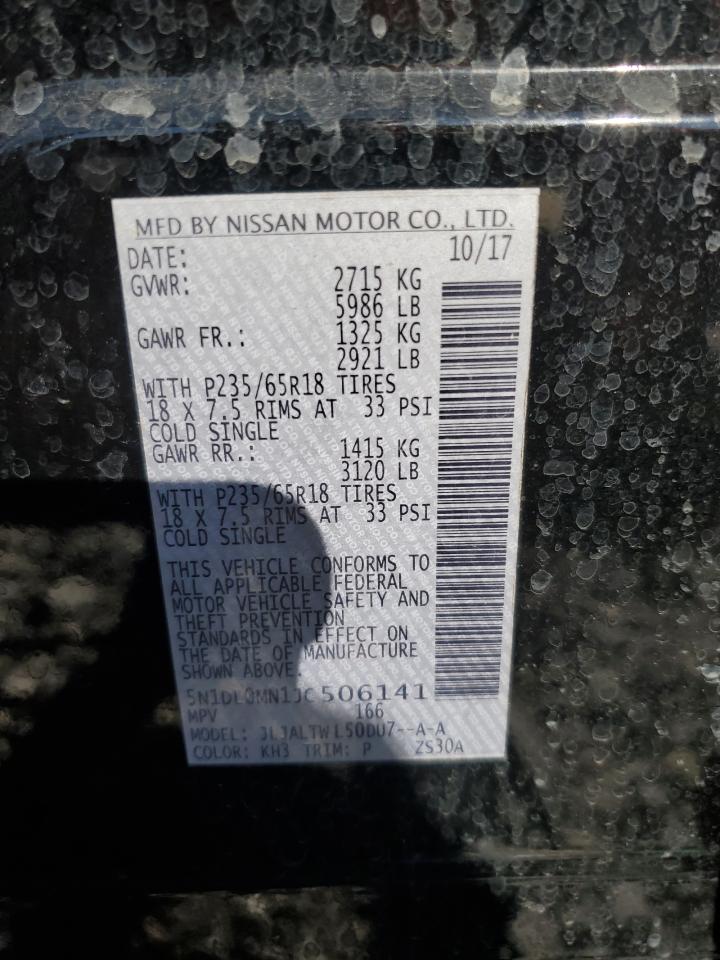 MFD BY NISSAN MOTOR CO., LTD.
DATE: 10/17
GVWR: 2715 KG
5986 LB
GAWR FR.: 1325 KG
2921 LB
WITH P235/65R18 TIRES
18 X 7.5 RIMS AT 33 PSI
COLD SINGLE
GAWR RR.: 1415 KG
3120 LB
WITH P235/65R18 TIRES
18 X 7.5 RIMS AT 33 PSI
COLD SINGLE
THIS VEHICLE CONFORMS TO
ALL APPLICABLE FEDERAL
MOTOR VEHICLE SAFETY AND
THEFT PREVENTION
STANDARDS IN EFFECT ON
THE DATE OF MANUFACTURE
SHOWN ABOVE.
5N1DL0MN1JC506141
MPV 166
MODEL: JLJALTWL50DU7--A-A
COLOR: KH3 TRIM: P ZS30A